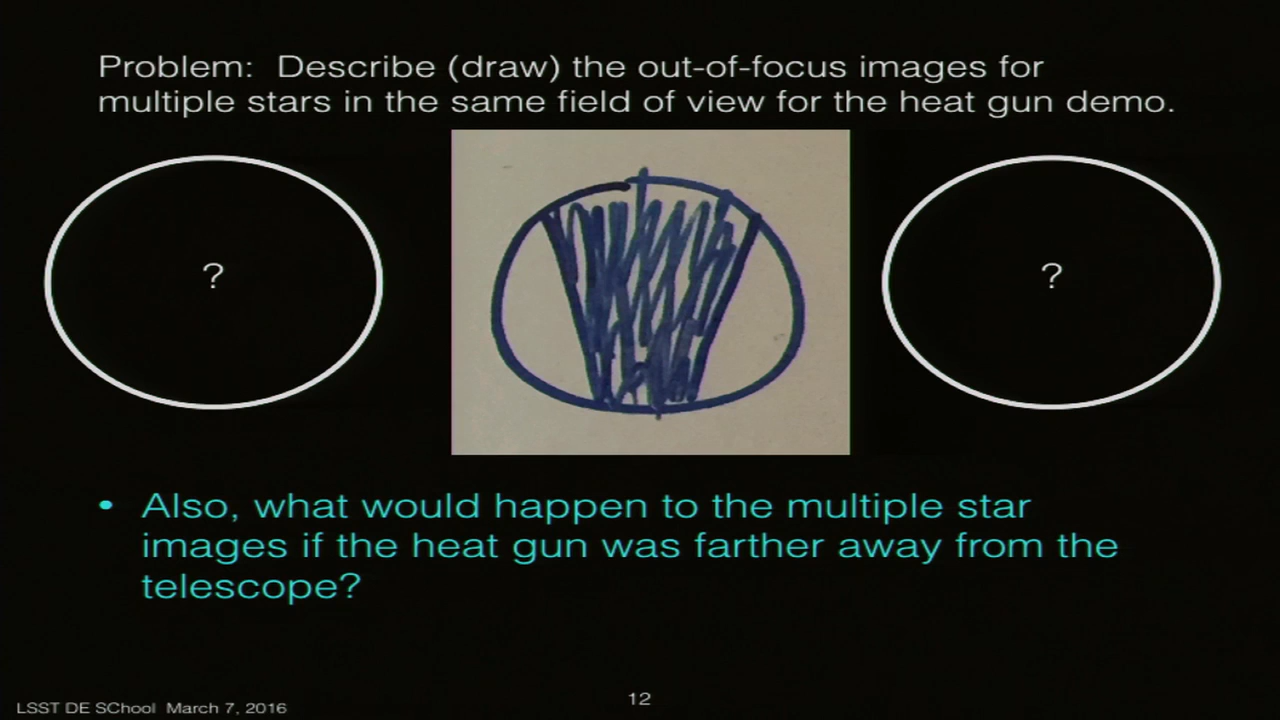 Problem: Describe (draw) the out-of-focus images for
multiple stars in the same field of view for the heat gun demo.
?
?
• Also, what would happen to the multiple star
images if the heat gun was farther away from the
telescope?
12
LSST DE SChool March 7, 2016